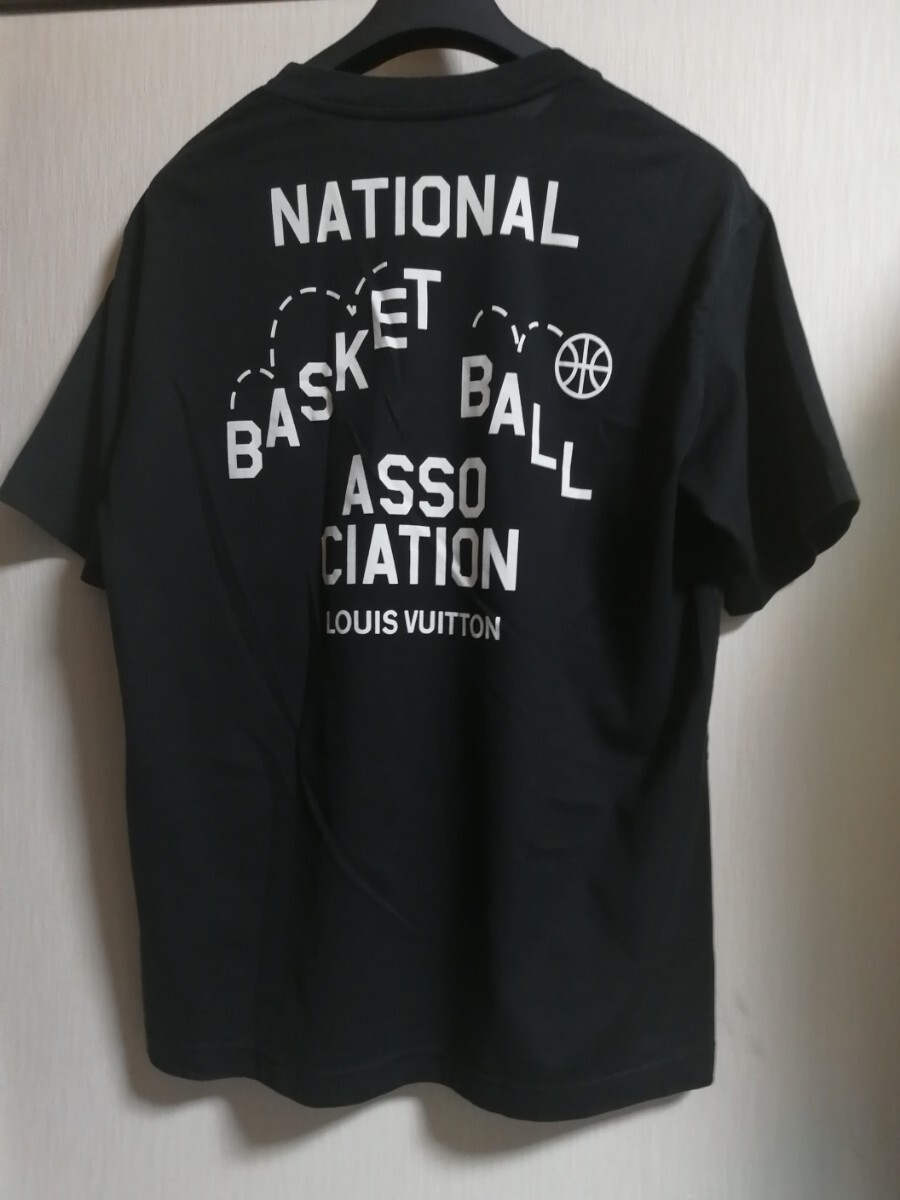 NATIONAL
BASKET BALL
ASSO
CIATION
LOUIS VUITTON